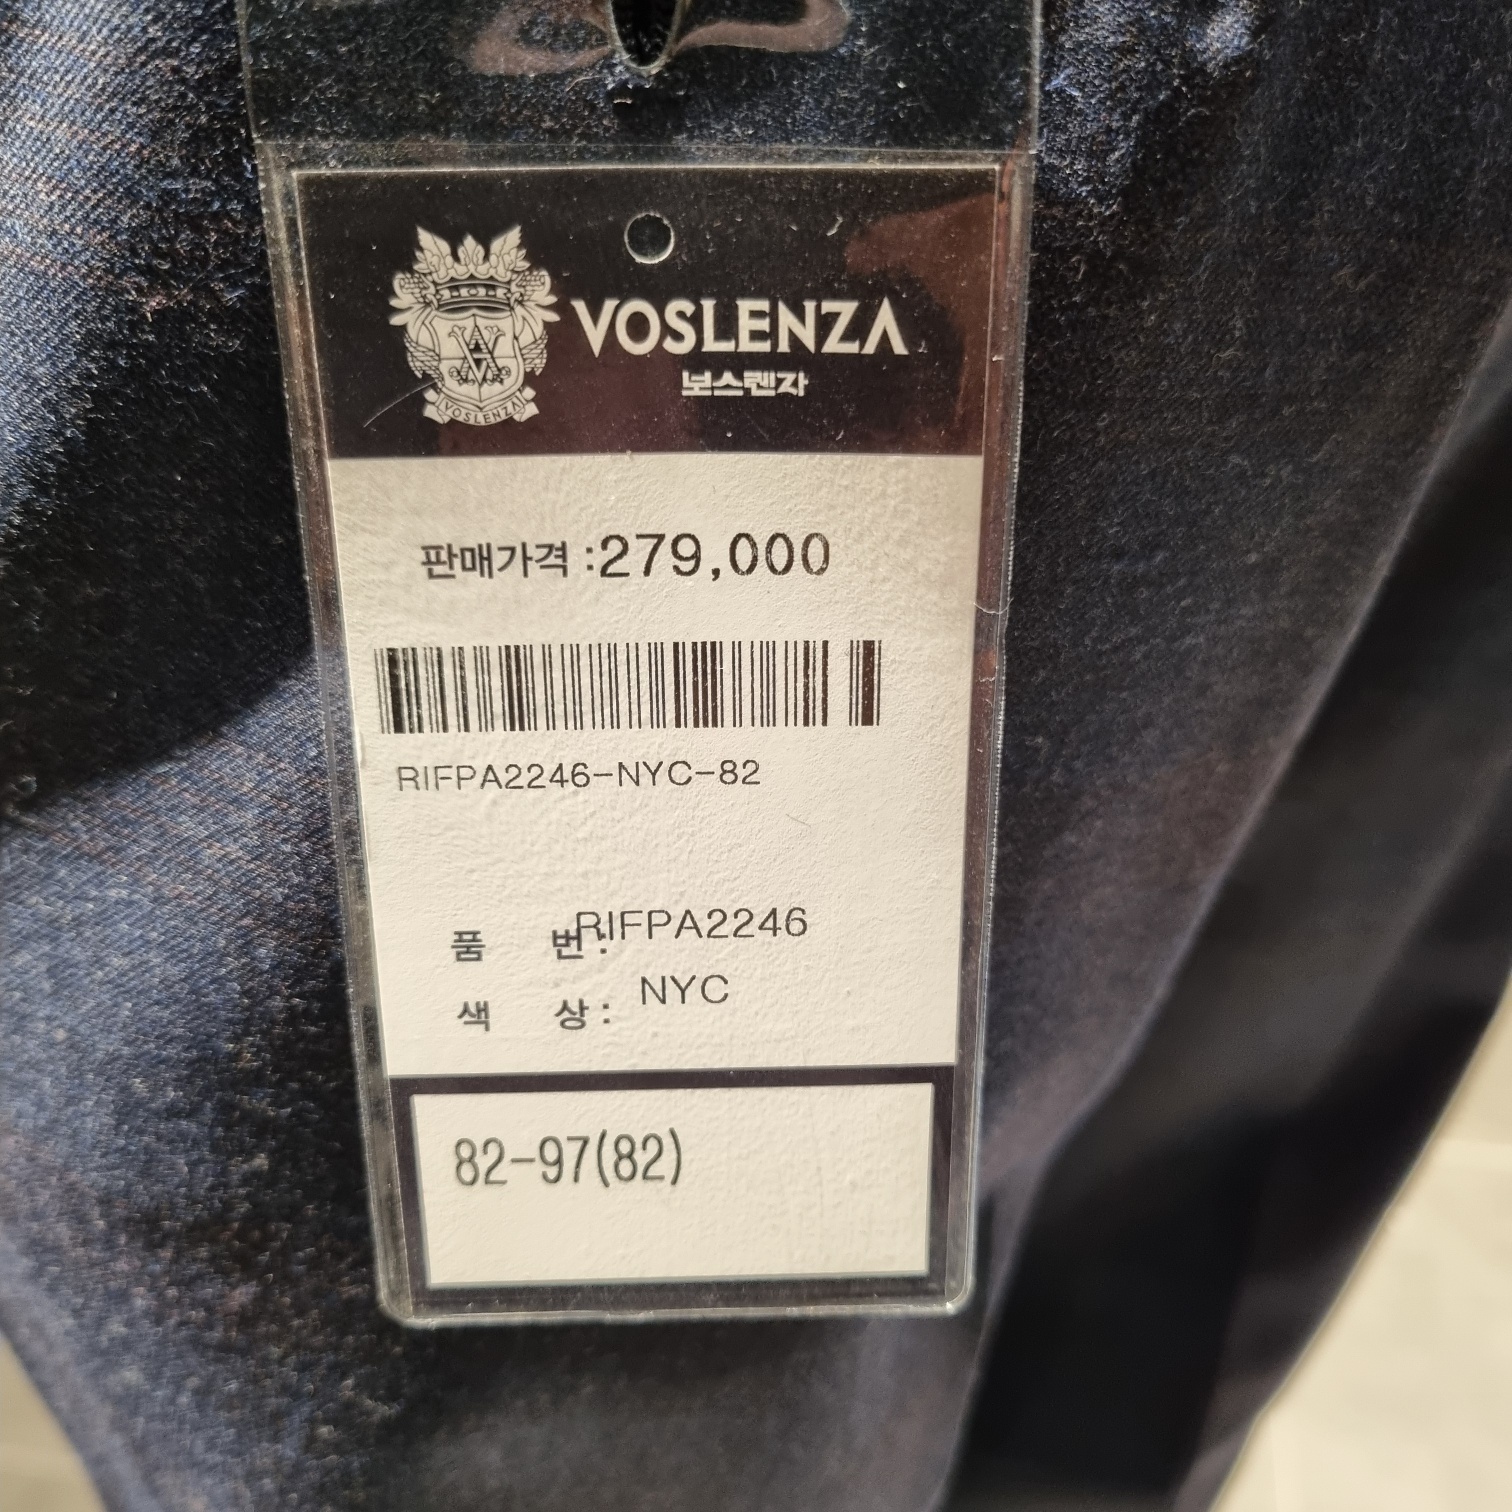 VOSLENZA
VOSLENZA
보스렌자
판매가격 :279,000
RIFPA2246-NYC-82
품 번: RIFPA2246
색 상: NYC
82-97(82)